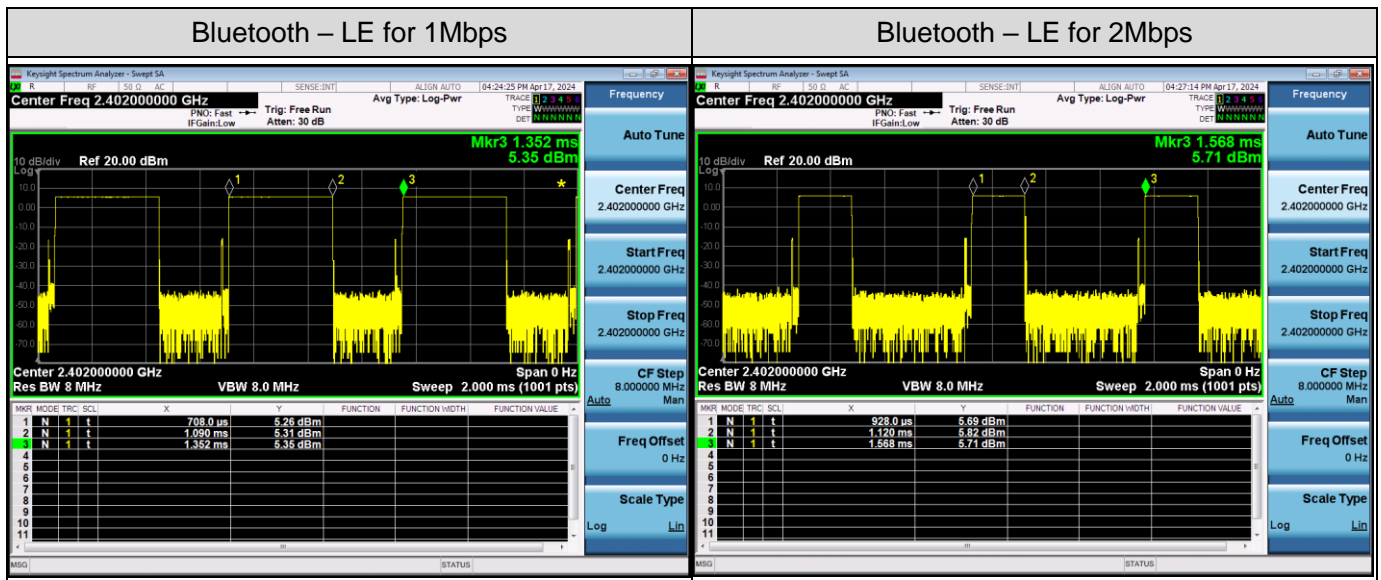 Bluetooth – LE for 1Mbps
Keysight Spectrum Analyzer - Swept SA
R RF 50 Ω AC SENSE:INT ALIGN AUTO 04:24:25 PM Apr 17, 2024
Center Freq 2.402000000 GHz
PNO: Fast
IFGain:Low
Trig: Free Run
Atten: 30 dB
Avg Type: Log-Pwr
TRACE 1 2 3 4 5 6
TYPE W
DET N N N N N N
Mkr3 1.352 ms
5.35 dBm
10 dB/div Ref 20.00 dBm
Log
10.0
0.00
-10.0
-20.0
-30.0
-40.0
-50.0
-60.0
-70.0
1
2
3
*
Center 2.402000000 GHz Span 0 Hz
Res BW 8 MHz VBW 8.0 MHz Sweep 2.000 ms (1001 pts)
MKR MODE TRC SCL X Y FUNCTION FUNCTION WIDTH FUNCTION VALUE
1 N 1 t 708.0 µs 5.26 dBm
2 N 1 t 1.090 ms 5.31 dBm
3 N 1 t 1.352 ms 5.35 dBm
4
5
6
7
8
9
10
11
MSG STATUS
Frequency
Auto Tune
Center Freq
2.402000000 GHz
Start Freq
2.402000000 GHz
Stop Freq
2.402000000 GHz
CF Step
8.000000 MHz
Auto Man
Freq Offset
0 Hz
Scale Type
Log Lin
Bluetooth – LE for 2Mbps
Keysight Spectrum Analyzer - Swept SA
R RF 50 Ω AC SENSE:INT ALIGN AUTO 04:27:14 PM Apr 17, 2024
Center Freq 2.402000000 GHz
PNO: Fast
IFGain:Low
Trig: Free Run
Atten: 30 dB
Avg Type: Log-Pwr
TRACE 1 2 3 4 5 6
TYPE W
DET N N N N N N
Mkr3 1.568 ms
5.71 dBm
10 dB/div Ref 20.00 dBm
Log
10.0
0.00
-10.0
-20.0
-30.0
-40.0
-50.0
-60.0
-70.0
1
2
3
Center 2.402000000 GHz Span 0 Hz
Res BW 8 MHz VBW 8.0 MHz Sweep 2.000 ms (1001 pts)
MKR MODE TRC SCL X Y FUNCTION FUNCTION WIDTH FUNCTION VALUE
1 N 1 t 928.0 µs 5.69 dBm
2 N 1 t 1.120 ms 5.82 dBm
3 N 1 t 1.568 ms 5.71 dBm
4
5
6
7
8
9
10
11
MSG STATUS
Frequency
Auto Tune
Center Freq
2.402000000 GHz
Start Freq
2.402000000 GHz
Stop Freq
2.402000000 GHz
CF Step
8.000000 MHz
Auto Man
Freq Offset
0 Hz
Scale Type
Log Lin